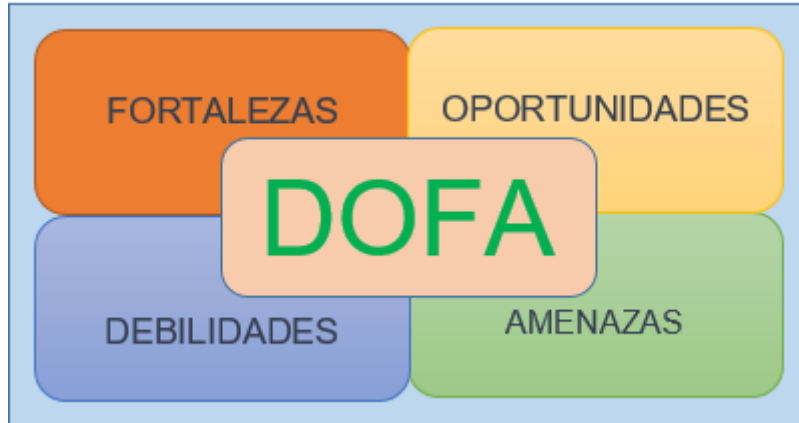 FORTALEZAS
OPORTUNIDADES
DOFA
DEBILIDADES
AMENAZAS